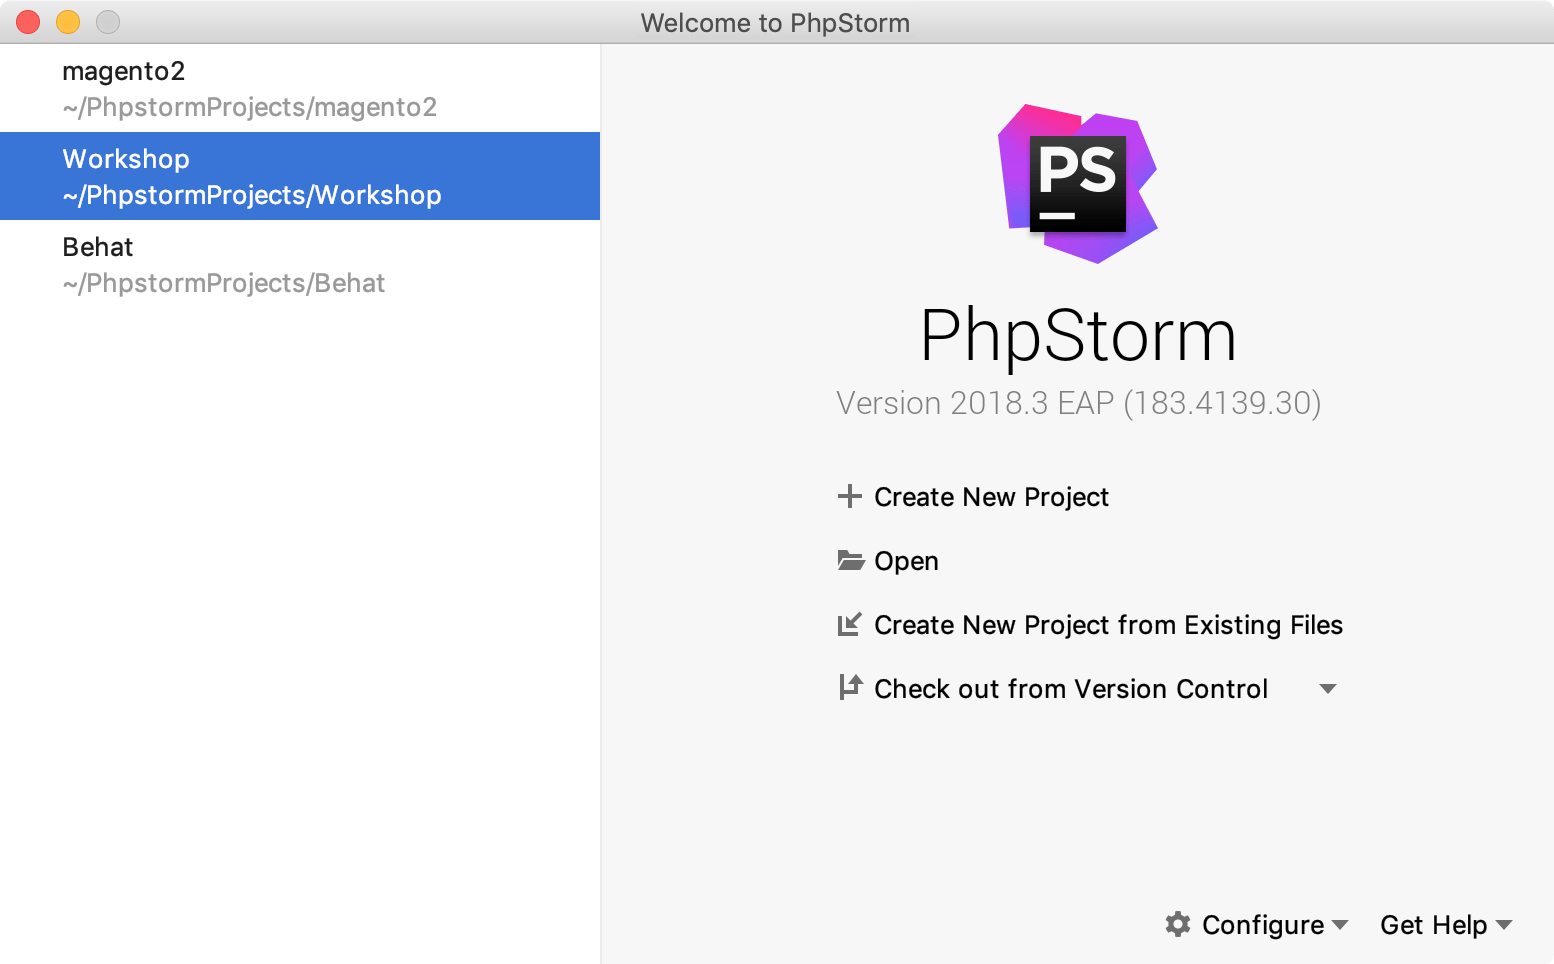 Welcome to PhpStorm
magento2
~/PhpstormProjects/magento2
Workshop
~/PhpstormProjects/Workshop
Behat
~/PhpstormProjects/Behat
PS
PhpStorm
Version 2018.3 EAP (183.4139.30)
Create New Project
Open
Create New Project from Existing Files
Check out from Version Control
Configure Get Help